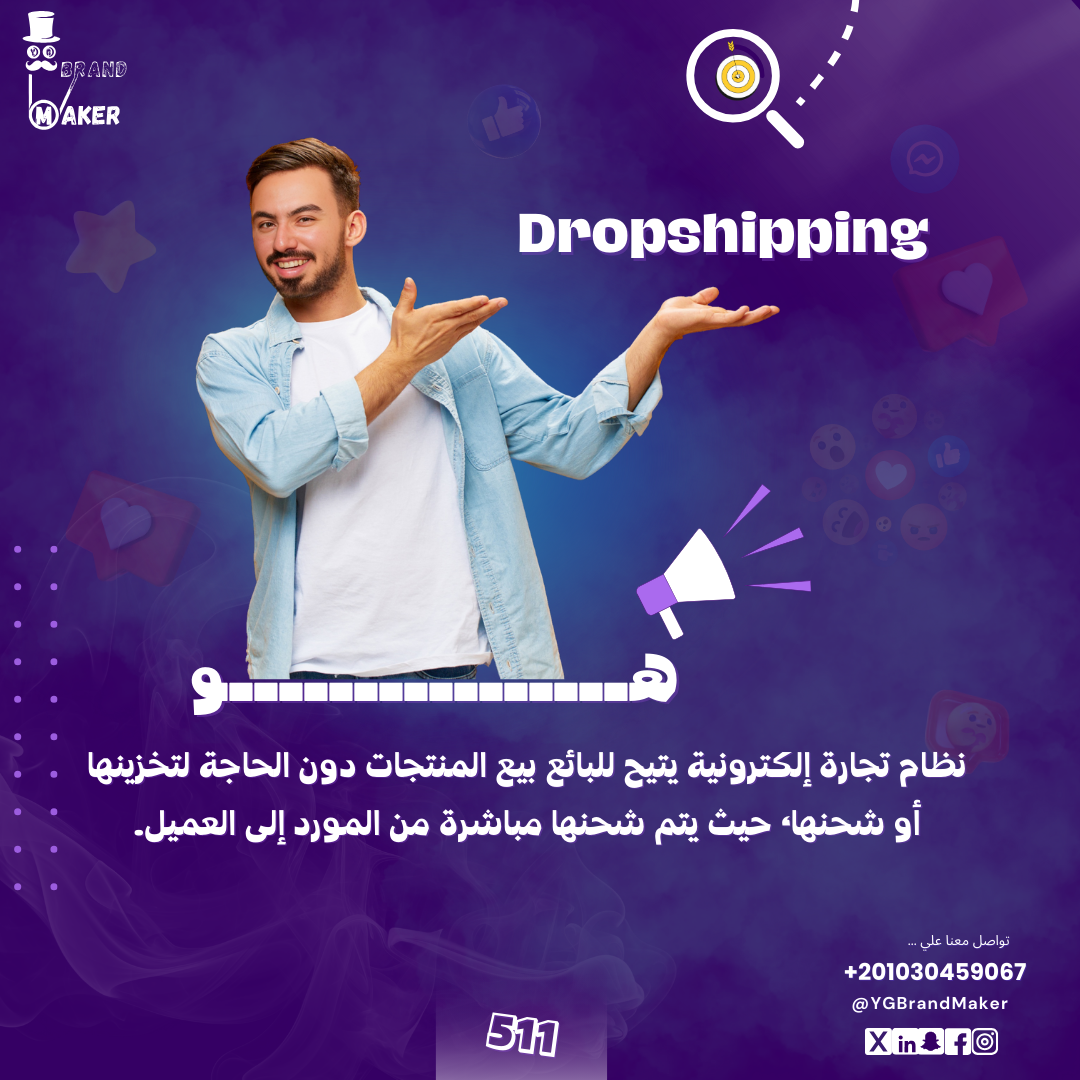 BRAND
MAKER
Dropshipping
هـــــــــــــــــو
نظام تجارة إلكترونية يتيح للبائع بيع المنتجات دون الحاجة لتخزينها
أو شحنها، حيث يتم شحنها مباشرة من المورد إلى العميل.
تواصل معنا علي ...
+201030459067
@YGBrandMaker
511